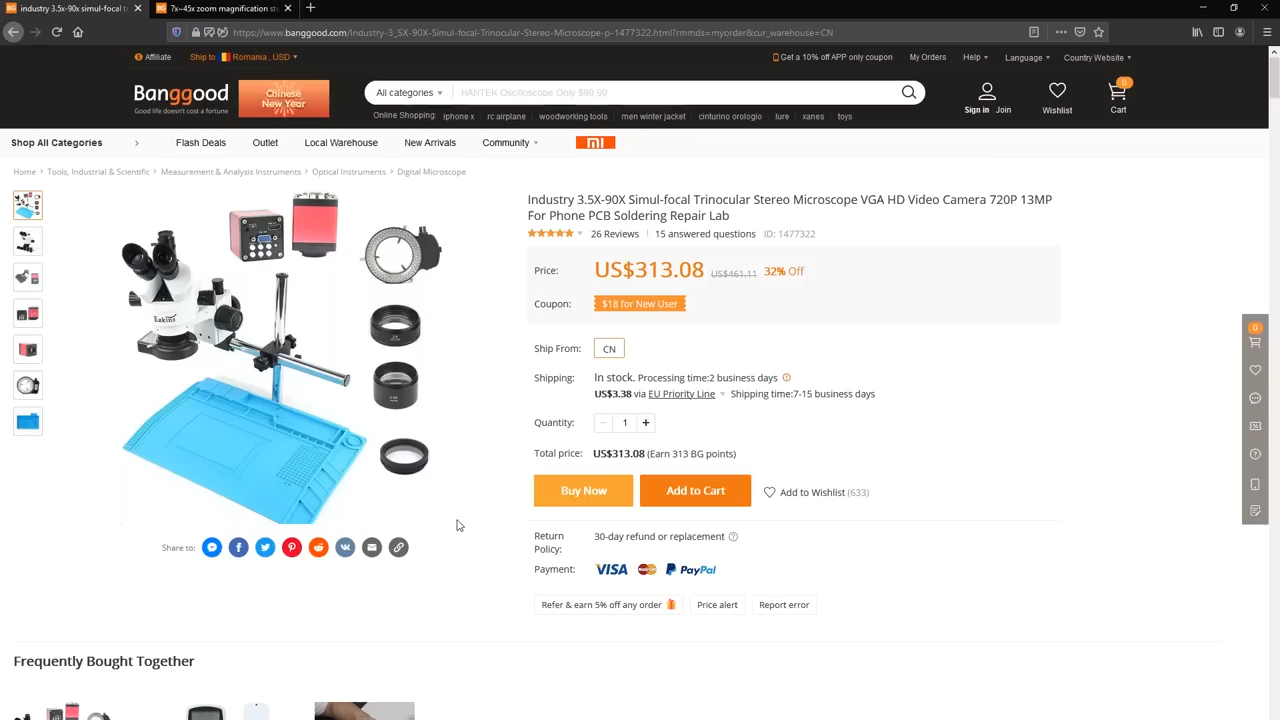 industry 3.5x-90x simul-focal t
7x~45x zoom magnification st
https://www.banggood.com/Industry-3_5X-90X-Simul-focal-Trinocular-Stereo-Microscope-p-1477322.html?rmmds=myorder&cur_warehouse=CN
Affiliate Ship to Romania , USD
Get a 10% off APP only coupon My Orders Help Language Country Website
Banggood
Good life doesn't cost a fortune
Chinese
New Year
All categories HANTEK Oscilloscope Only $99.99
Online Shopping: iphone x rc airplane woodworking tools men winter jacket cinturino orologio lure xanes toys
Sign in Join
Wishlist
0
Cart
Shop All Categories Flash Deals Outlet Local Warehouse New Arrivals Community mi
Home > Tools, Industrial & Scientific > Measurement & Analysis Instruments > Optical Instruments > Digital Microscope
Eakins
Industry 3.5X-90X Simul-focal Trinocular Stereo Microscope VGA HD Video Camera 720P 13MP
For Phone PCB Soldering Repair Lab
26 Reviews 15 answered questions ID: 1477322
Price: US$313.08 US$461.11 32% Off
Coupon: $18 for New User
Ship From: CN
Shipping: In stock. Processing time:2 business days
US$3.38 via EU Priority Line Shipping time:7-15 business days
Quantity: − 1 +
Total price: US$313.08 (Earn 313 BG points)
Buy Now Add to Cart Add to Wishlist (633)
Return
Policy: 30-day refund or replacement
Payment: VISA PayPal
Share to:
Refer & earn 5% off any order Price alert Report error
0
Frequently Bought Together